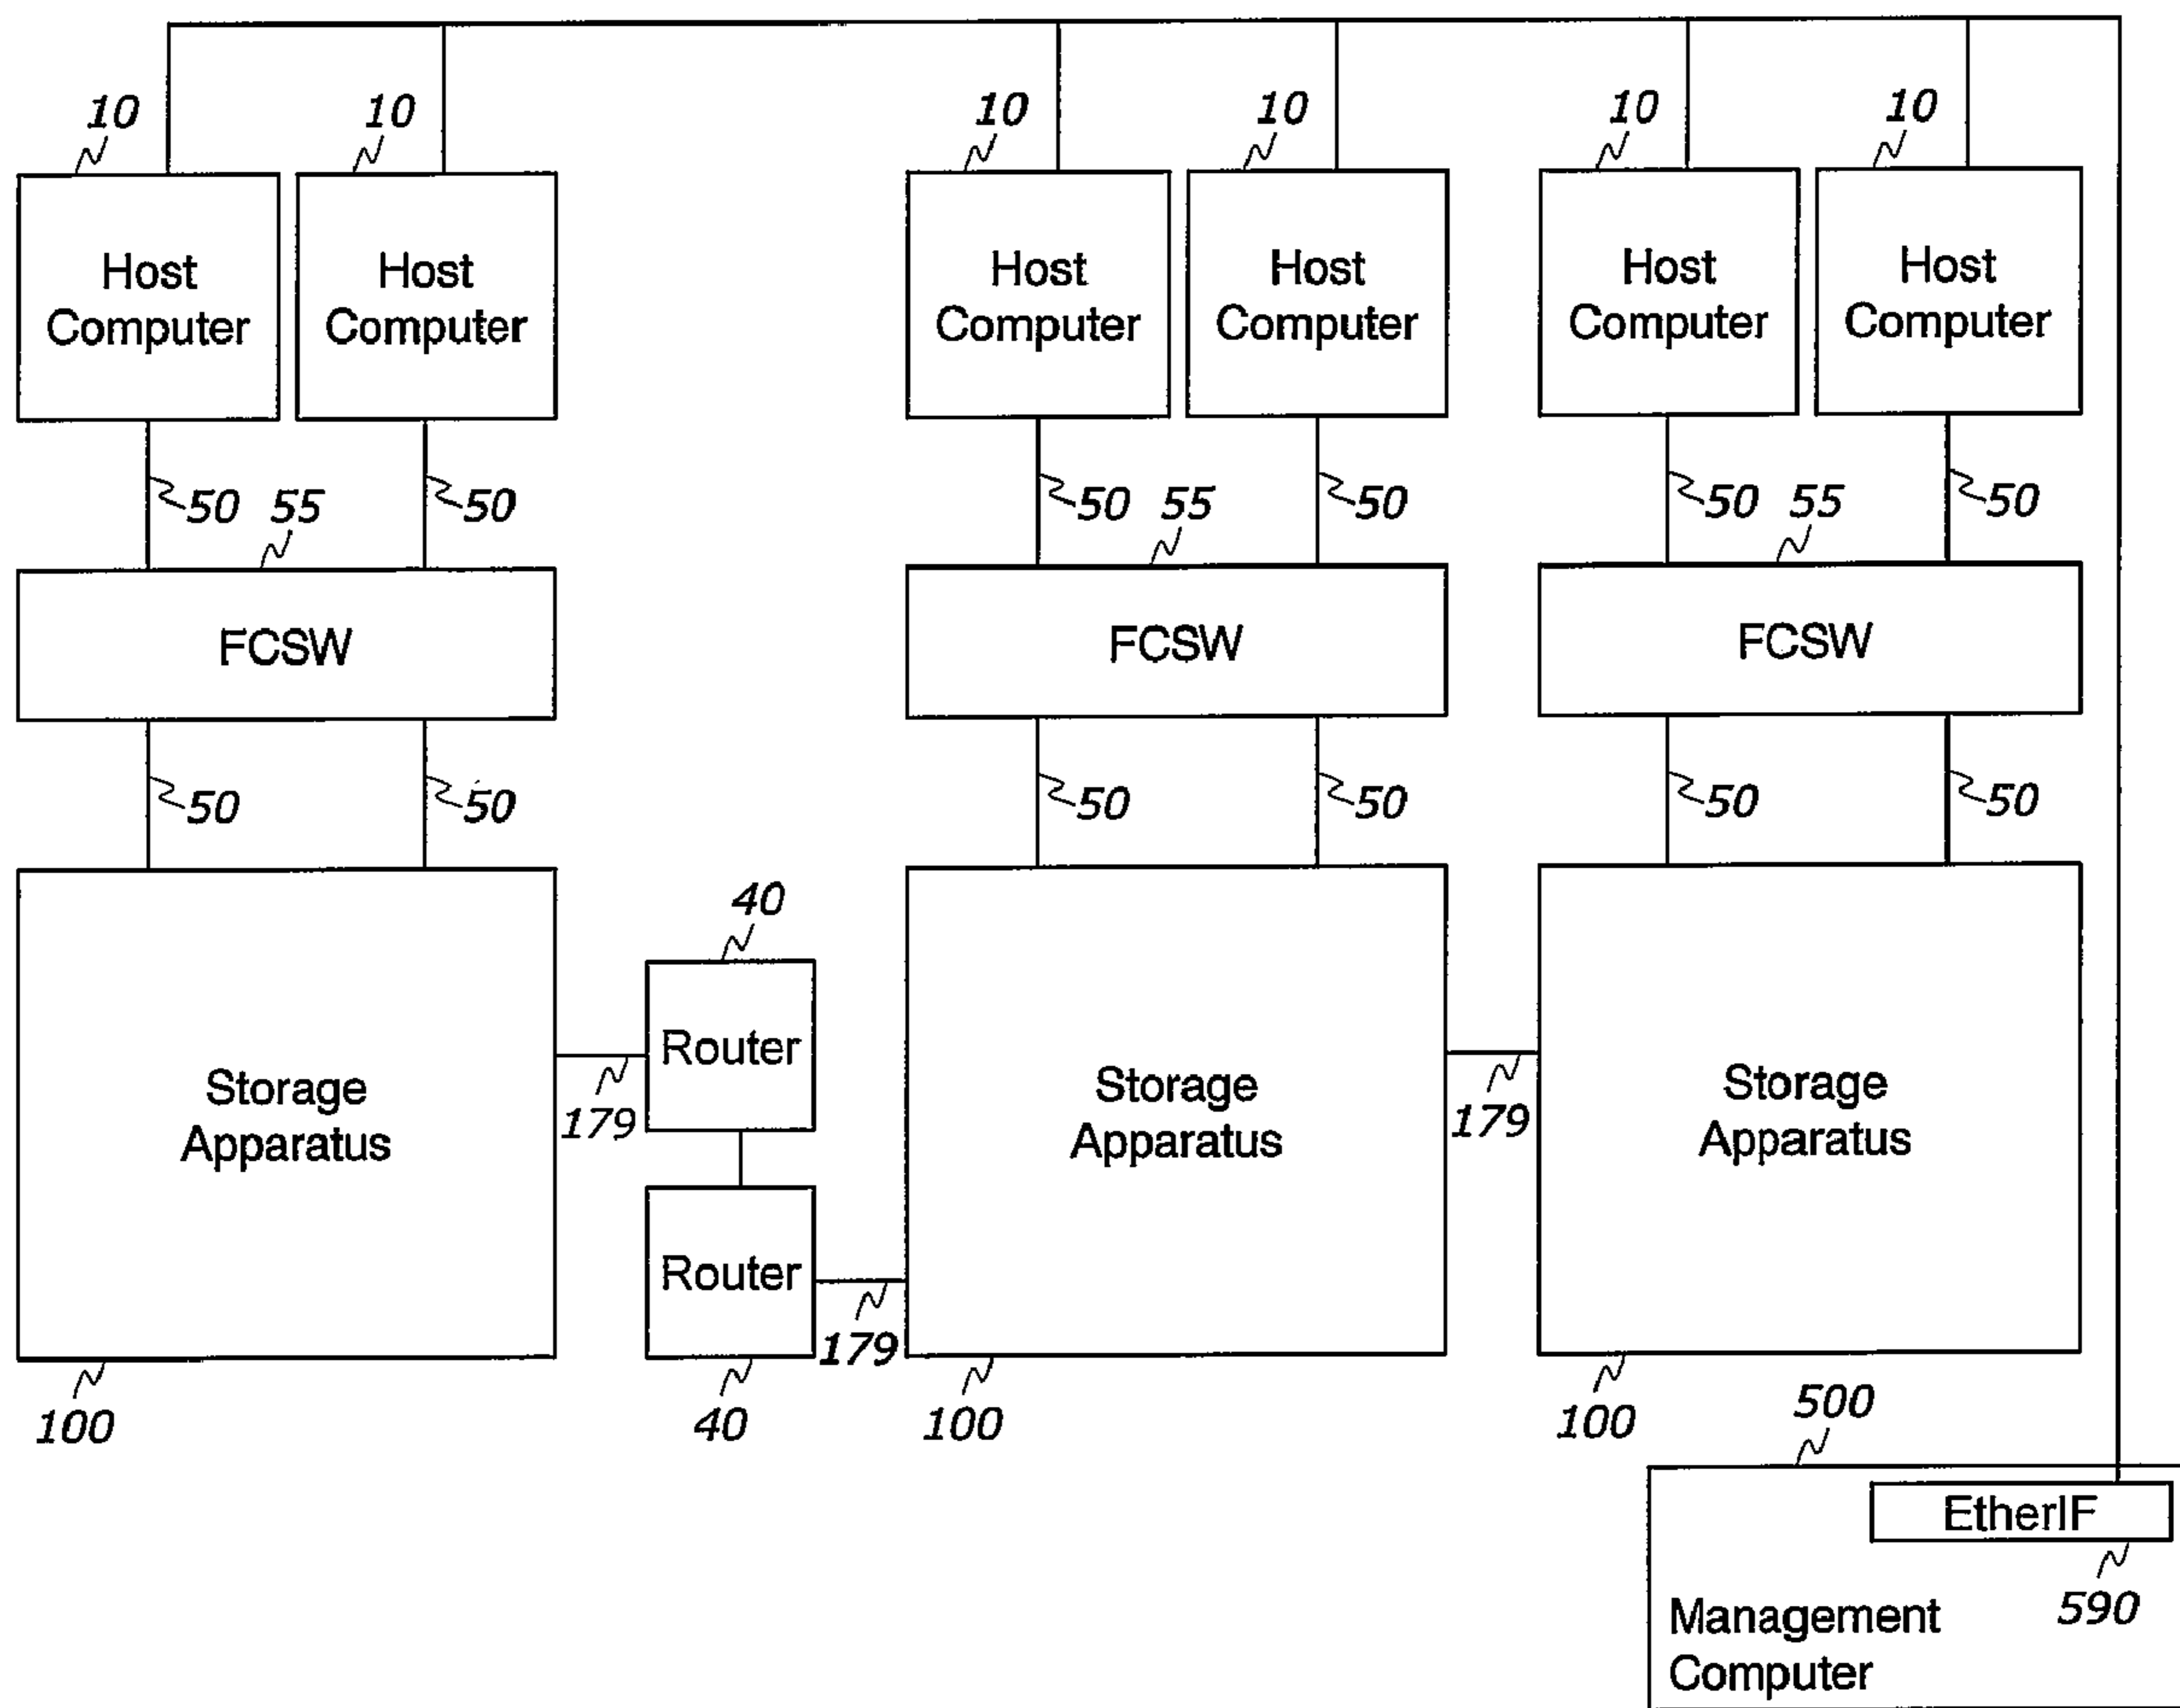 10
10
10
10
10
10
Host
Computer
Host
Computer
Host
Computer
Host
Computer
Host
Computer
Host
Computer
50
55
50
50
55
50
50
55
50
FCSW
FCSW
FCSW
50
50
50
50
50
50
40
Router
179
Storage
Apparatus
Storage
Apparatus
179
Storage
Apparatus
Router
179
100
40
100
100
500
EtherIF
590
Management
Computer